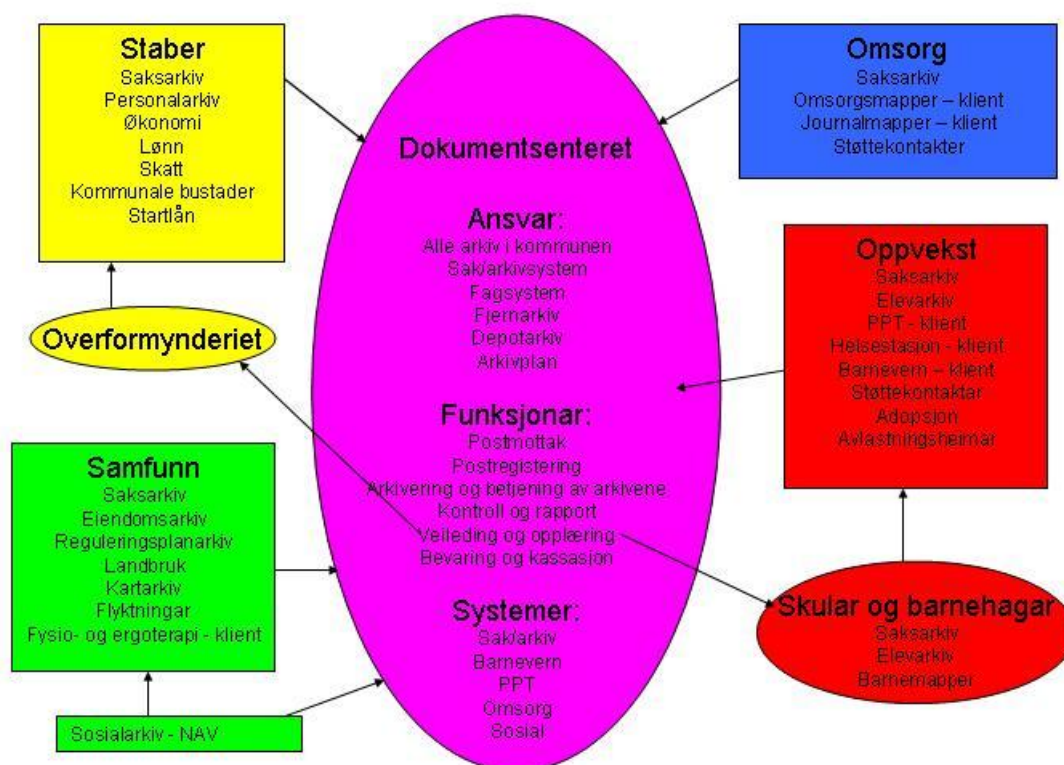 Staber
Saksarkiv
Personalarkiv
Økonomi
Lønn
Skatt
Kommunale bustader
Startlån
Overformynderiet
Samfunn
Saksarkiv
Eiendomsarkiv
Reguleringsplanarkiv
Landbruk
Kartarkiv
Flyktningar
Fysio- og ergoterapi - klient
Sosialarkiv - NAV
Dokumentsenteret
Ansvar:
Alle arkiv i kommunen
Sak/arkivsystem
Fagsystem
Fjernarkiv
Depotarkiv
Arkivplan
Funksjonar:
Postmottak
Postregistering
Arkivering og betjening av arkivene
Kontroll og rapport
Veileding og opplæring
Bevaring og kassasjon
Systemer:
Sak/arkiv
Barnevern
PPT
Omsorg
Sosial
Omsorg
Saksarkiv
Omsorgsmapper – klient
Journalmapper – klient
Støttekontakter
Oppvekst
Saksarkiv
Elevarkiv
PPT - klient
Helsestasjon - klient
Barnevern – klient
Støttekontaktar
Adopsjon
Avlastningsheimar
Skular og barnehagar
Saksarkiv
Elevarkiv
Barnemapper